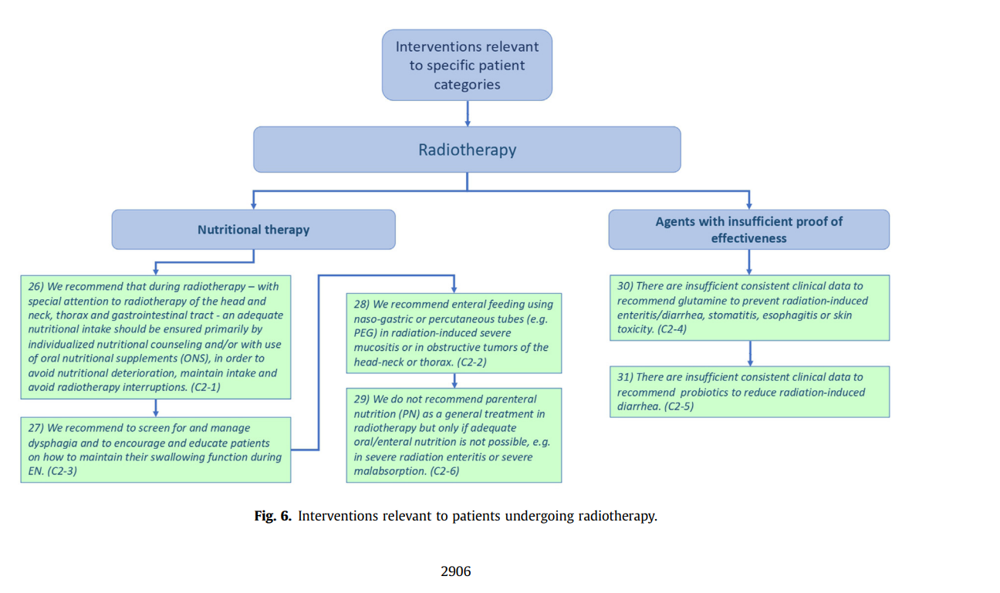 Interventions relevant
to specific patient
categories
Radiotherapy
Nutritional therapy
26) We recommend that during radiotherapy – with
special attention to radiotherapy of the head and
neck, thorax and gastrointestinal tract - an adequate
nutritional intake should be ensured primarily by
individualized nutritional counseling and/or with use
of oral nutritional supplements (ONS), in order to
avoid nutritional deterioration, maintain intake and
avoid radiotherapy interruptions. (C2-1)
27) We recommend to screen for and manage
dysphagia and to encourage and educate patients
on how to maintain their swallowing function during
EN. (C2-3)
28) We recommend enteral feeding using
naso-gastric or percutaneous tubes (e.g.
PEG) in radiation-induced severe
mucositis or in obstructive tumors of the
head-neck or thorax. (C2-2)
29) We do not recommend parenteral
nutrition (PN) as a general treatment in
radiotherapy but only if adequate
oral/enteral nutrition is not possible, e.g.
in severe radiation enteritis or severe
malabsorption. (C2-6)
Agents with insufficient proof of
effectiveness
30) There are insufficient consistent clinical data to
recommend glutamine to prevent radiation-induced
enteritis/diarrhea, stomatitis, esophagitis or skin
toxicity. (C2-4)
31) There are insufficient consistent clinical data to
recommend probiotics to reduce radiation-induced
diarrhea. (C2-5)
Fig. 6. Interventions relevant to patients undergoing radiotherapy.
2906